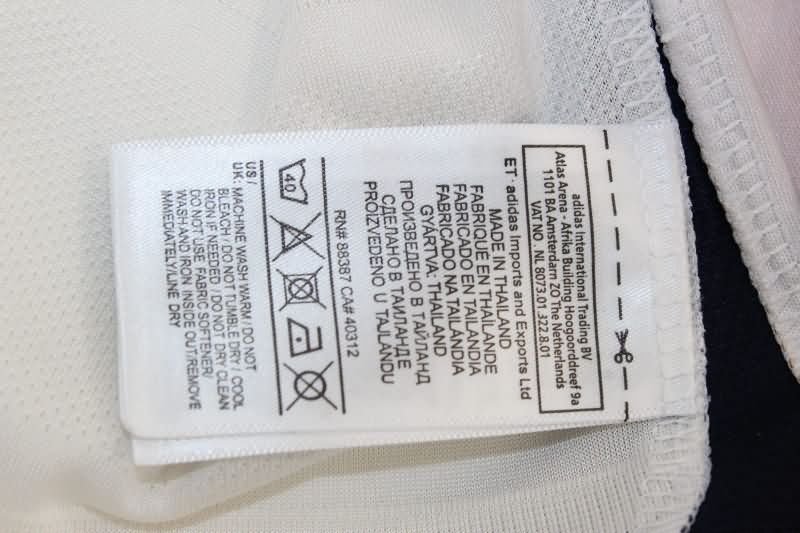 adidas International Trading BV
Atlas Arena - Afrika Building Hoogoorddreef 9a
1101 BA Amsterdam ZO The Netherlands
VAT NO. NL 8073.01.322.B.01
ET: adidas Imports and Exports Ltd
MADE IN THAILAND
FABRIQUE EN THAÏLANDE
FABRICADO EN TAILANDIA
FABRICADO NA TAILÂNDIA
GYÁRTVA: THAILAND
ПРОИЗВЕДЕНО В ТАЙЛАНД
СДЕЛАНО В ТАИЛАНДЕ
PROIZVEDENO U TAJLANDU
RN# 88387 CA# 40312
40
US /
UK: MACHINE WASH WARM / DO NOT
BLEACH / DO NOT TUMBLE DRY / COOL
IRON IF NEEDED / DO NOT DRY CLEAN
DO NOT USE FABRIC SOFTENER/
WASH AND IRON INSIDE OUT/REMOVE
IMMEDIATELY/LINE DRY